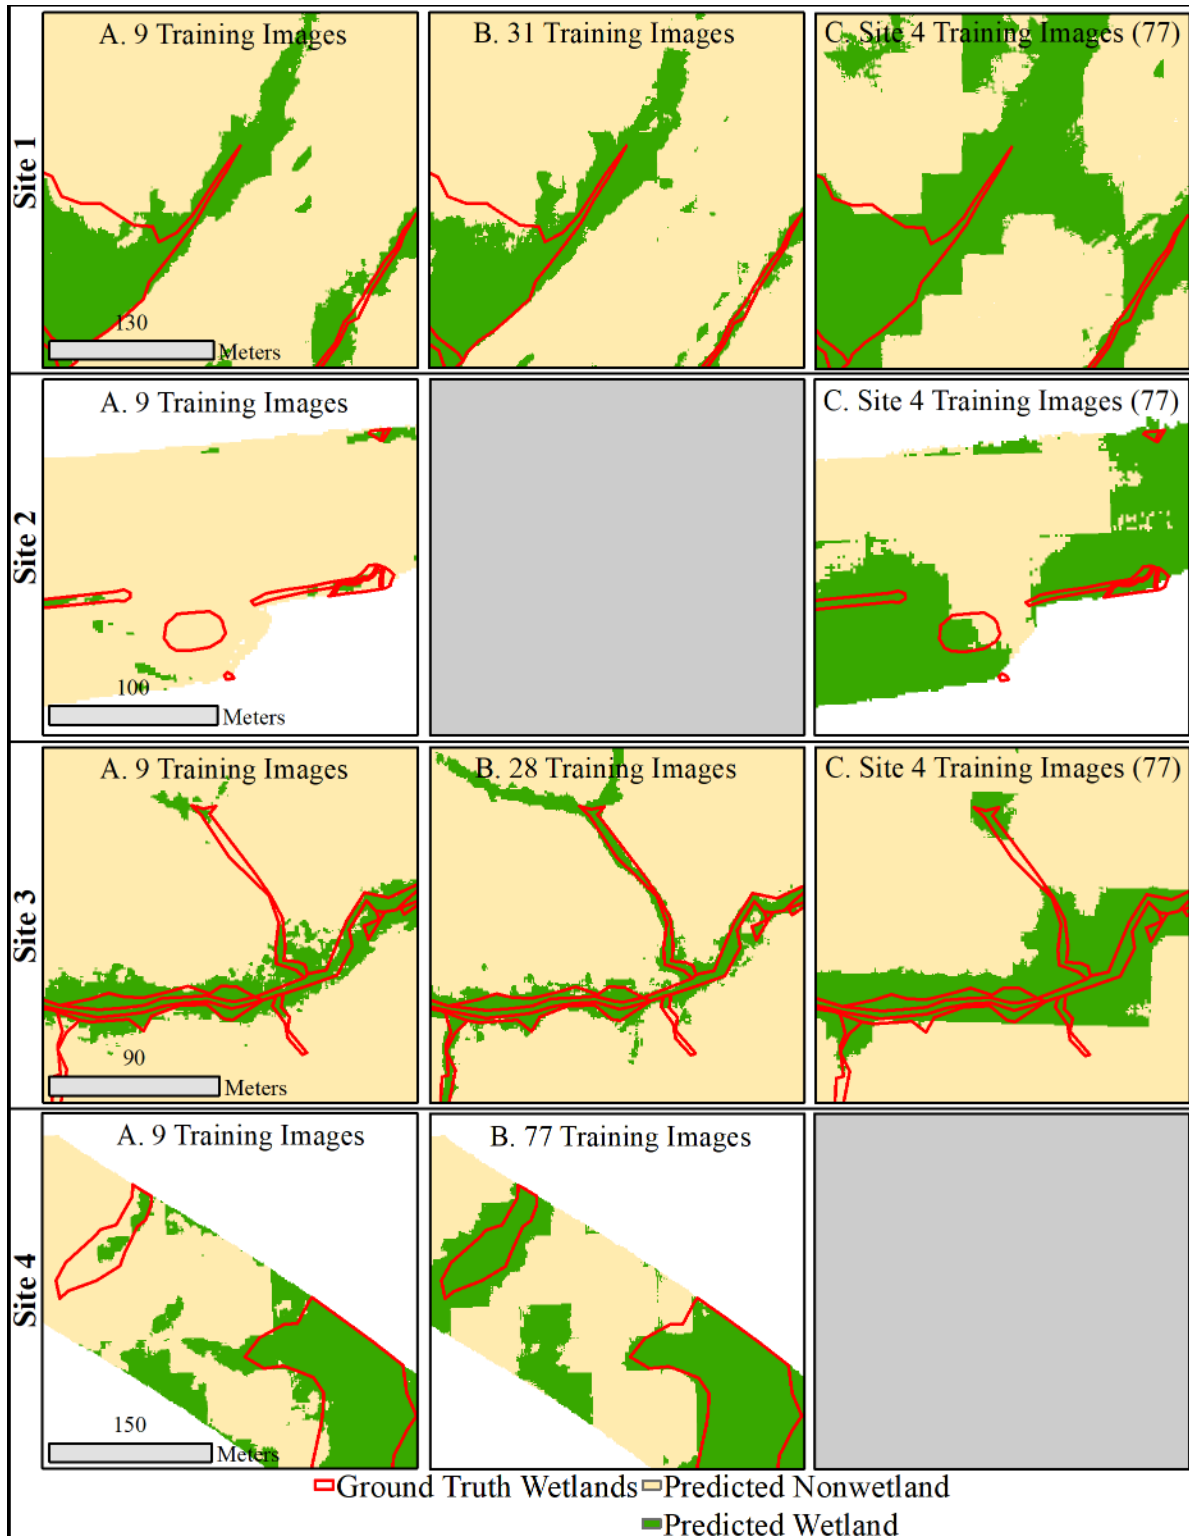 Site 1
A. 9 Training Images
B. 31 Training Images
C. Site 4 Training Images (77)
130
Meters
Site 2
A. 9 Training Images
C. Site 4 Training Images (77)
100
Meters
Site 3
A. 9 Training Images
B. 28 Training Images
C. Site 4 Training Images (77)
90
Meters
Site 4
A. 9 Training Images
B. 77 Training Images
150
Meters
Ground Truth Wetlands
Predicted Nonwetland
Predicted Wetland